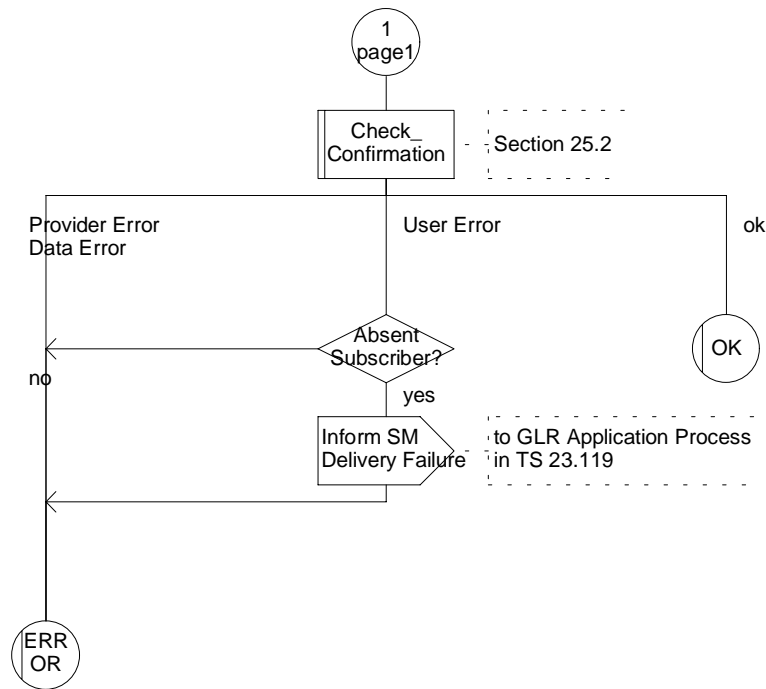 1
page1
Check_
Confirmation
Section 25.2
Provider Error
Data Error
User Error
ok
Absent
Subscriber?
OK
no
yes
Inform SM
Delivery Failure
to GLR Application Process
in TS 23.119
ERR
OR